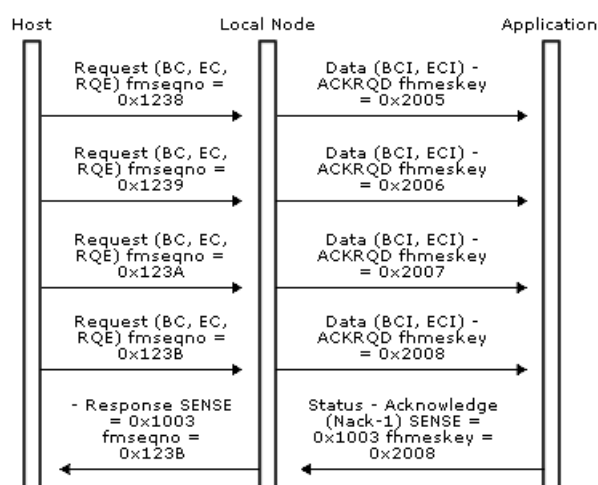 Host Local Node Application
Request (BC, EC,
RQE) fmseqno =
0x1238
Data (BCI, ECI) -
ACKRQD fhmeskey
= 0x2005
Request (BC, EC,
RQE) fmseqno =
0x1239
Data (BCI, ECI) -
ACKRQD fhmeskey
= 0x2006
Request (BC, EC,
RQE) fmseqno =
0x123A
Data (BCI, ECI) -
ACKRQD fhmeskey
= 0x2007
Request (BC, EC,
RQE) fmseqno =
0x123B
Data (BCI, ECI) -
ACKRQD fhmeskey
= 0x2008
- Response SENSE
= 0x1003
fmseqno =
0x123B
Status - Acknowledge
(Nack-1) SENSE =
0x1003 fhmeskey =
0x2008